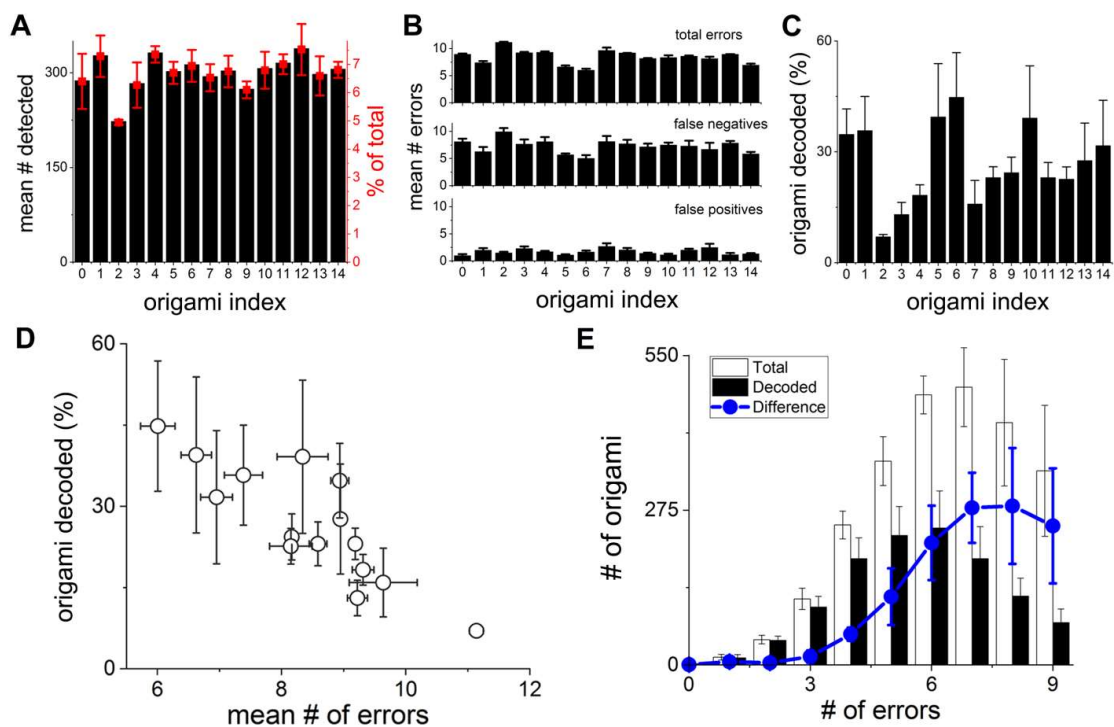 A
mean # detected
300
150
0
7
6
5
4
3
2
1
0
% of total
0 1 2 3 4 5 6 7 8 9 10 11 12 13 14
origami index
B
mean # errors
total errors
10
5
0
false negatives
10
5
0
false positives
10
5
0
0 1 2 3 4 5 6 7 8 9 10 11 12 13 14
origami index
C
origami decoded (%)
60
30
0
0 1 2 3 4 5 6 7 8 9 10 11 12 13 14
origami index
D
origami decoded (%)
60
30
0
6 8 10 12
mean # of errors
E
# of origami
550
275
0
Total
Decoded
Difference
0 3 6 9
# of errors